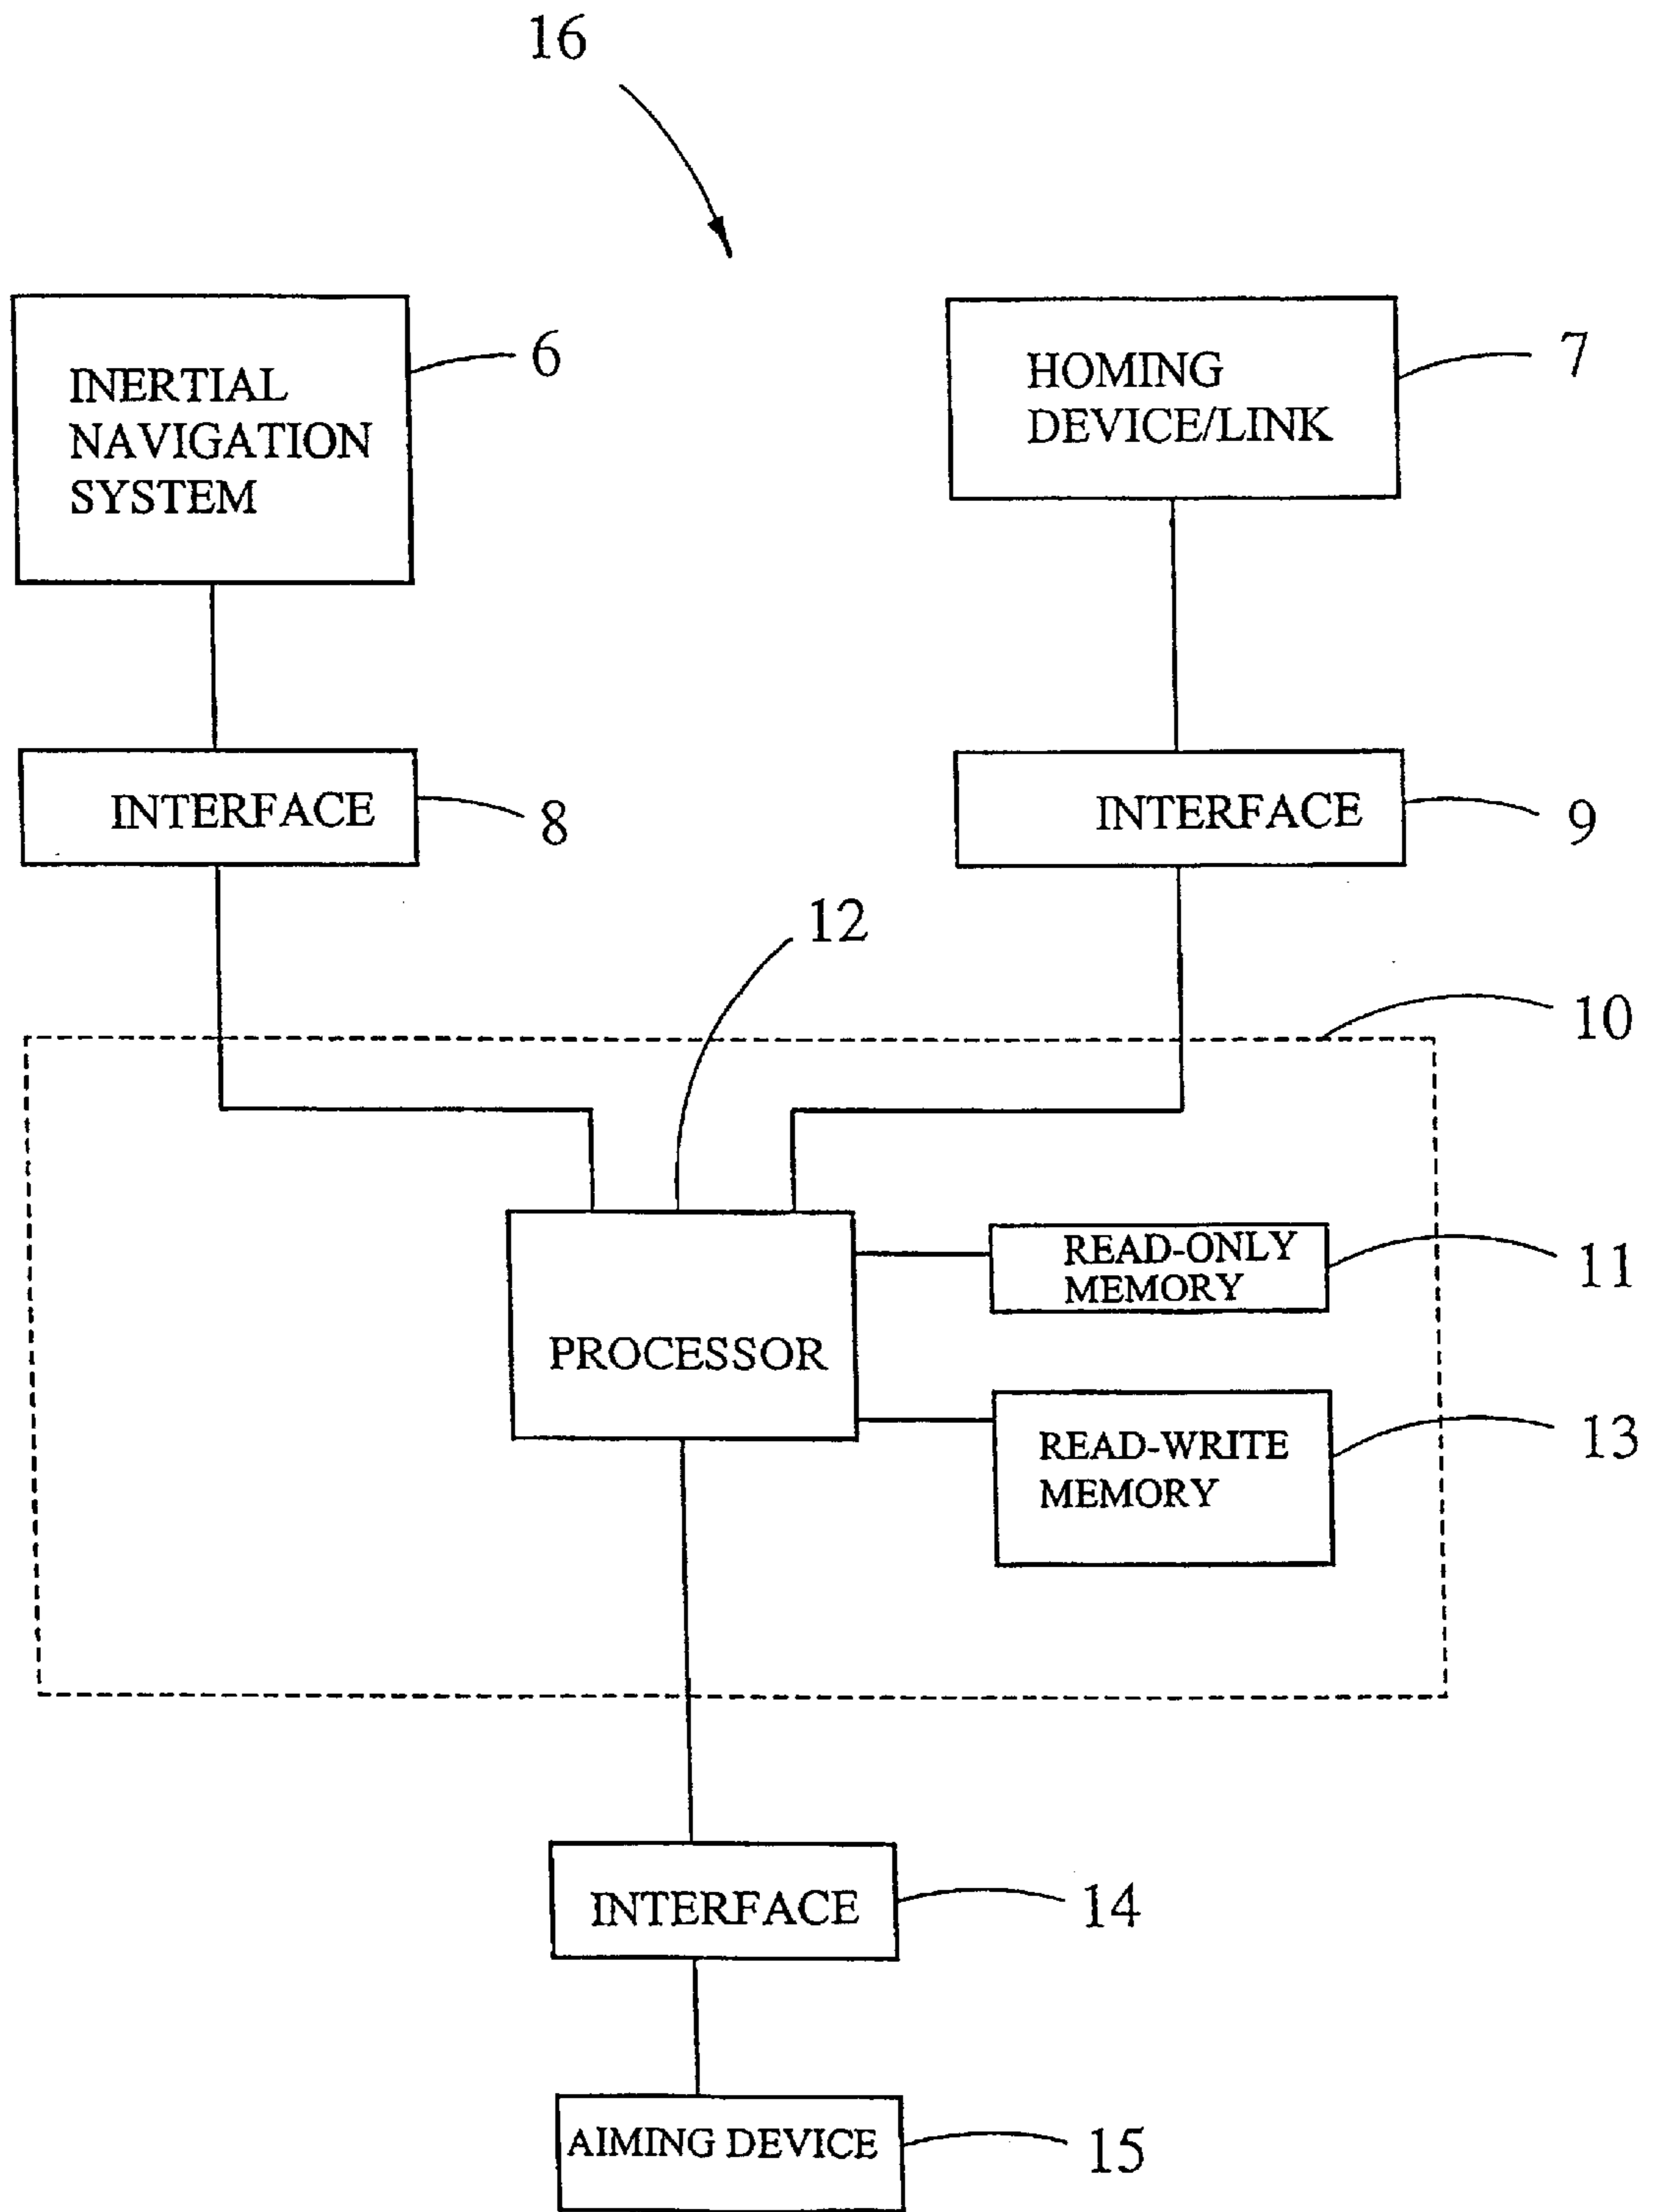 16
INERTIAL
NAVIGATION
SYSTEM
6
HOMING
DEVICE/LINK
7
INTERFACE
8
INTERFACE
9
12
10
PROCESSOR
READ-ONLY
MEMORY
11
READ-WRITE
MEMORY
13
INTERFACE
14
AIMING DEVICE
15